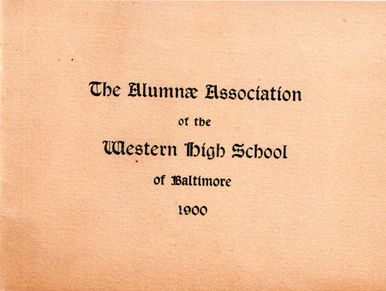 The Alumnæ Association
of the
Western High School
of Baltimore
1900